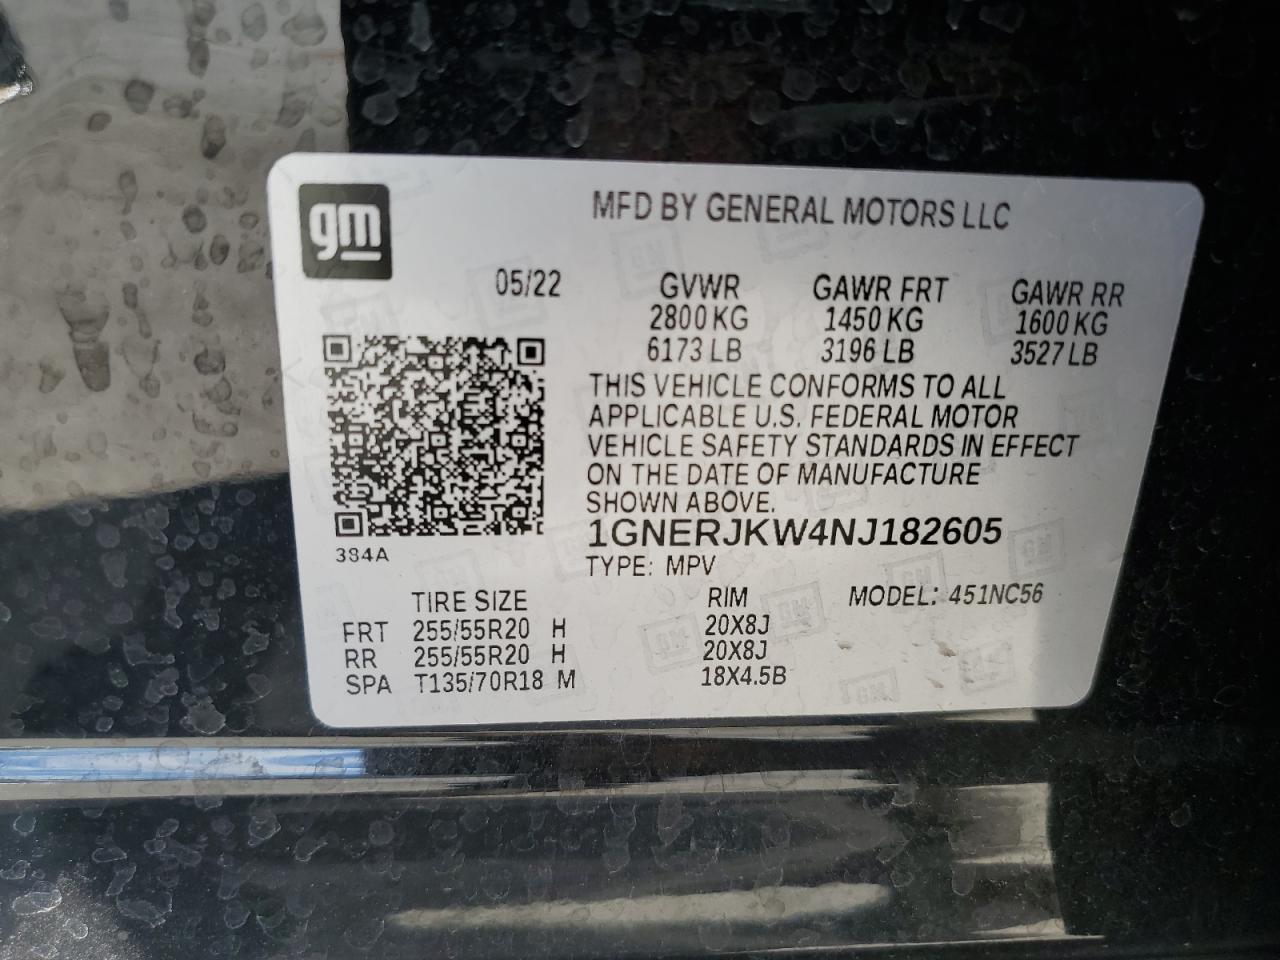 gm
MFD BY GENERAL MOTORS LLC
05/22 GVWR GAWR FRT GAWR RR
2800 KG 1450 KG 1600 KG
6173 LB 3196 LB 3527 LB
THIS VEHICLE CONFORMS TO ALL
APPLICABLE U.S. FEDERAL MOTOR
VEHICLE SAFETY STANDARDS IN EFFECT
ON THE DATE OF MANUFACTURE
SHOWN ABOVE.
1GNERJKW4NJ182605
384A
TYPE: MPV
TIRE SIZE RIM MODEL: 451NC56
FRT 255/55R20 H 20X8J
RR 255/55R20 H 20X8J
SPA T135/70R18 M 18X4.5B